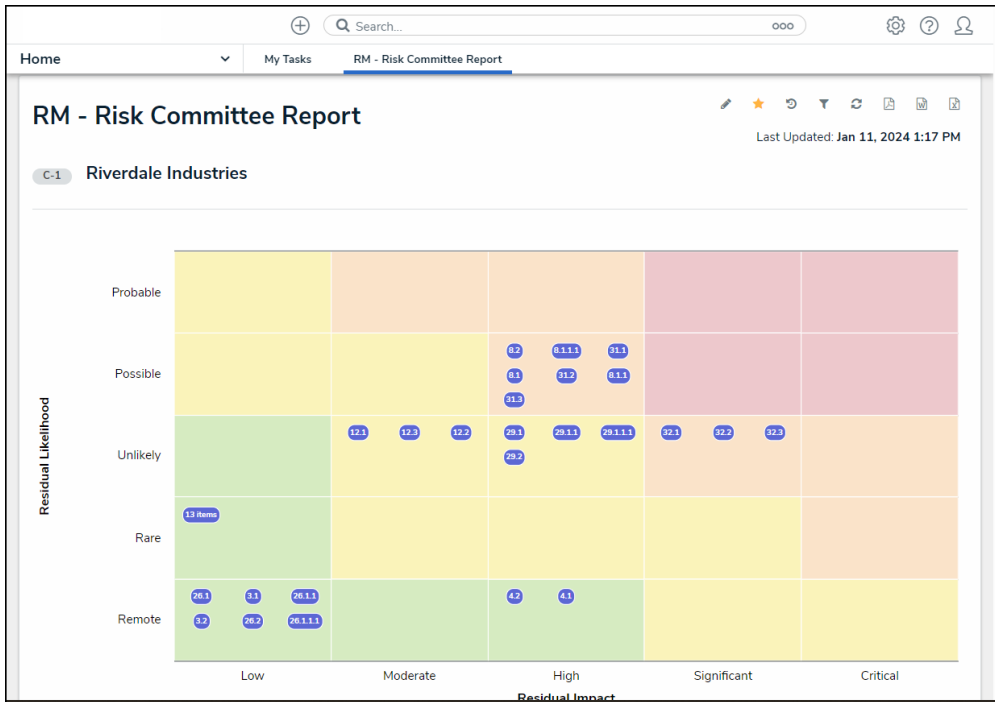 Search...
Home
My Tasks
RM - Risk Committee Report
RM - Risk Committee Report
Last Updated: Jan 11, 2024 1:17 PM
C-1 Riverdale Industries
Residual Likelihood
Probable
Possible
8.2 8.1.1.1 31.1
8.1 31.2 8.1.1
31.3
Unlikely
12.1 12.3 12.2 29.1 29.1.1 29.1.1.1 32.1 32.2 32.3
29.2
Rare
13 items
Remote
26.1 3.1 26.1.1 4.2 4.1
3.2 26.2 26.1.1.1
Low Moderate High Significant Critical
Residual Impact